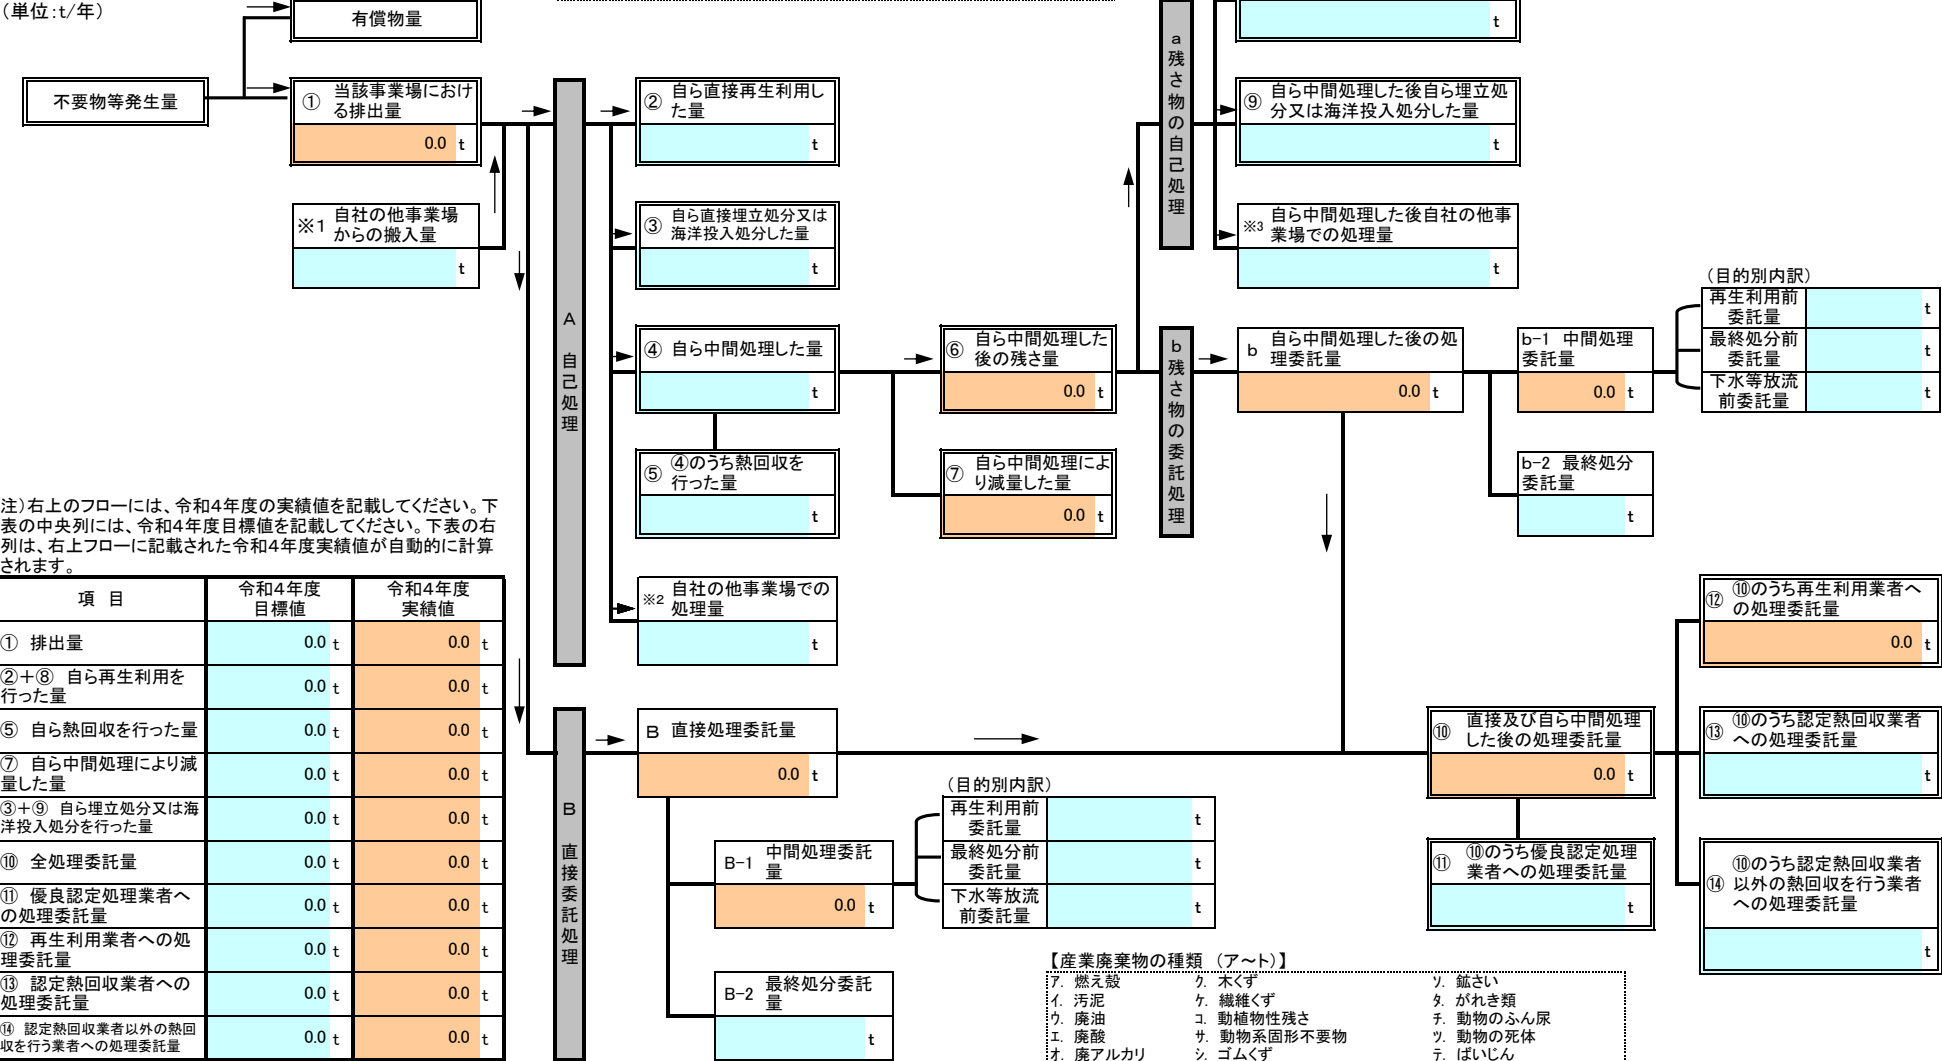 (単位:t/年)
有償物量
不要物等発生量
① 当該事業場におけ
る排出量
0.0 t
※1 自社の他事業場
からの搬入量
t
A 自己処理
② 自ら直接再生利用し
た量
t
③ 自ら直接埋立処分又は
海洋投入処分した量
t
④ 自ら中間処理した量
t
⑤ ④のうち熱回収を
行った量
t
※2 自社の他事業場での
処理量
t
⑥ 自ら中間処理した
後の残さ量
0.0 t
⑦ 自ら中間処理によ
り減量した量
0.0 t
a 残さ物の自己処理
t
⑨ 自ら中間処理した後自ら埋立処
分又は海洋投入処分した量
t
※3 自ら中間処理した後自社の他事
業場での処理量
t
b 残さ物の委託処理
b 自ら中間処理した後の処
理委託量
0.0 t
b-1 中間処理
委託量
0.0 t
(目的別内訳)
再生利用前
委託量
t
最終処分前
委託量
t
下水等放流
前委託量
t
b-2 最終処分
委託量
t
注)右上のフローには、令和4年度の実績値を記載してください。下
表の中央列には、令和4年度目標値を記載してください。下表の右
列は、右上フローに記載された令和4年度実績値が自動的に計算
されます。
項 目
令和4年度
目標値
令和4年度
実績値
① 排出量
0.0 t 0.0 t
②+⑧ 自ら再生利用を
行った量
0.0 t 0.0 t
⑤ 自ら熱回収を行った量
0.0 t 0.0 t
⑦ 自ら中間処理により減
量した量
0.0 t 0.0 t
③+⑨ 自ら埋立処分又は海
洋投入処分を行った量
0.0 t 0.0 t
⑩ 全処理委託量
0.0 t 0.0 t
⑪ 優良認定処理業者へ
の処理委託量
0.0 t 0.0 t
⑫ 再生利用業者への処
理委託量
0.0 t 0.0 t
⑬ 認定熱回収業者への
処理委託量
0.0 t 0.0 t
⑭ 認定熱回収業者以外の熱回
収を行う業者への処理委託量
0.0 t 0.0 t
B 直接委託処理
B 直接処理委託量
0.0 t
B-1 中間処理委託
量
0.0 t
(目的別内訳)
再生利用前
委託量
t
最終処分前
委託量
t
下水等放流
前委託量
t
B-2 最終処分委託
量
t
⑩ 直接及び自ら中間処理
した後の処理委託量
0.0 t
⑪ ⑩のうち優良認定処理
業者への処理委託量
t
⑫ ⑩のうち再生利用業者へ
の処理委託量
0.0 t
⑬ ⑩のうち認定熱回収業者
への処理委託量
t
⑭ ⑩のうち認定熱回収業者
以外の熱回収を行う業者
への処理委託量
t
【産業廃棄物の種類 (ア~ト)】
ア. 燃え殻 ク. 木くず ソ. 鉱さい
イ. 汚泥 ケ. 繊維くず タ. がれき類
ウ. 廃油 コ. 動植物性残さ チ. 動物のふん尿
エ. 廃酸 サ. 動物系固形不要物 ツ. 動物の死体
オ. 廃アルカリ シ. ゴムくず テ. ばいじん